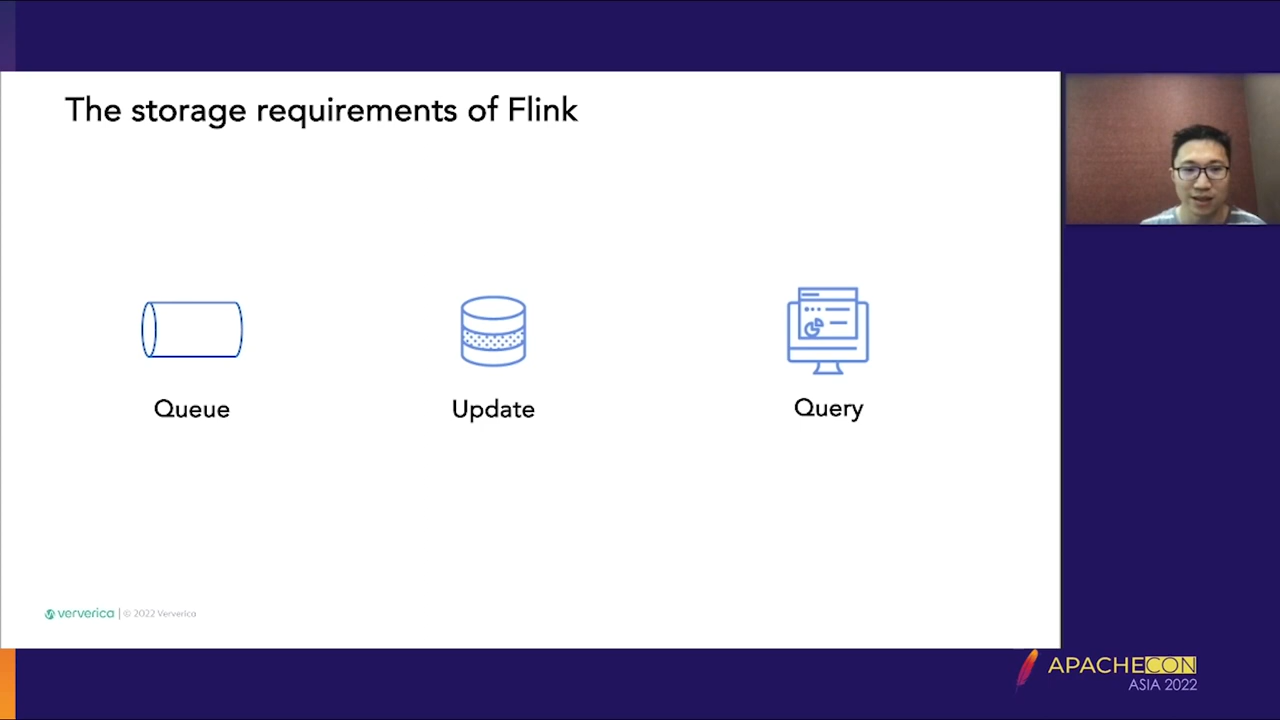 The storage requirements of Flink
Queue
Update
Query
ververica | © 2022 Ververica
APACHECON
ASIA 2022